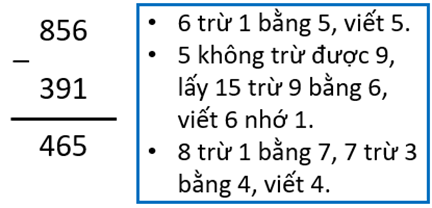 856
–
391
465
• 6 trừ 1 bằng 5, viết 5.
• 5 không trừ được 9,
lấy 15 trừ 9 bằng 6,
viết 6 nhớ 1.
• 8 trừ 1 bằng 7, 7 trừ 3
bằng 4, viết 4.